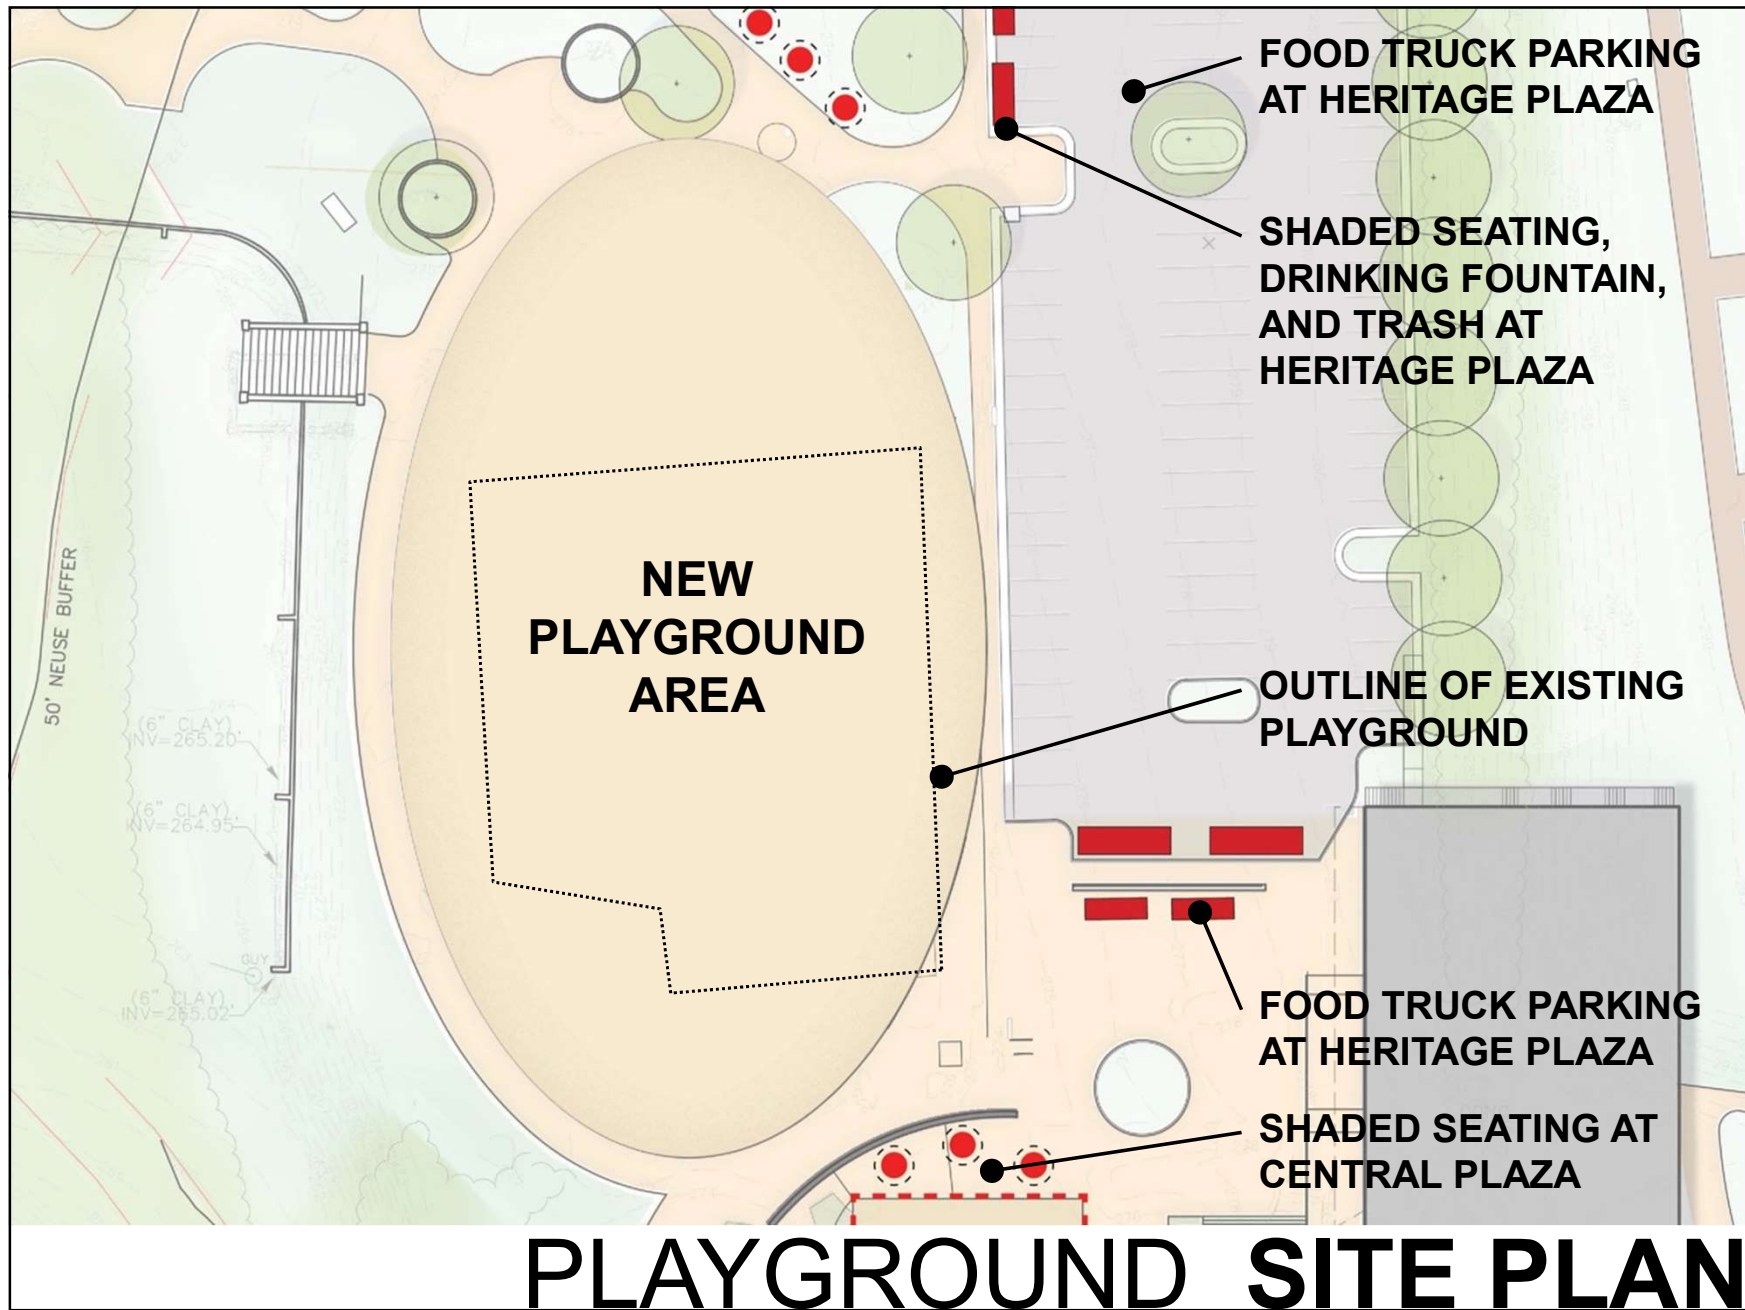 FOOD TRUCK PARKING
AT HERITAGE PLAZA
SHADED SEATING,
DRINKING FOUNTAIN,
AND TRASH AT
HERITAGE PLAZA
NEW
PLAYGROUND
AREA
50' NEUSE BUFFER
OUTLINE OF EXISTING
PLAYGROUND
(6" CLAY)
INV=265.20'
(6" CLAY)
INV=264.95'
GUY
(6" CLAY)
INV=265.02'
FOOD TRUCK PARKING
AT HERITAGE PLAZA
SHADED SEATING AT
CENTRAL PLAZA
PLAYGROUND SITE PLAN